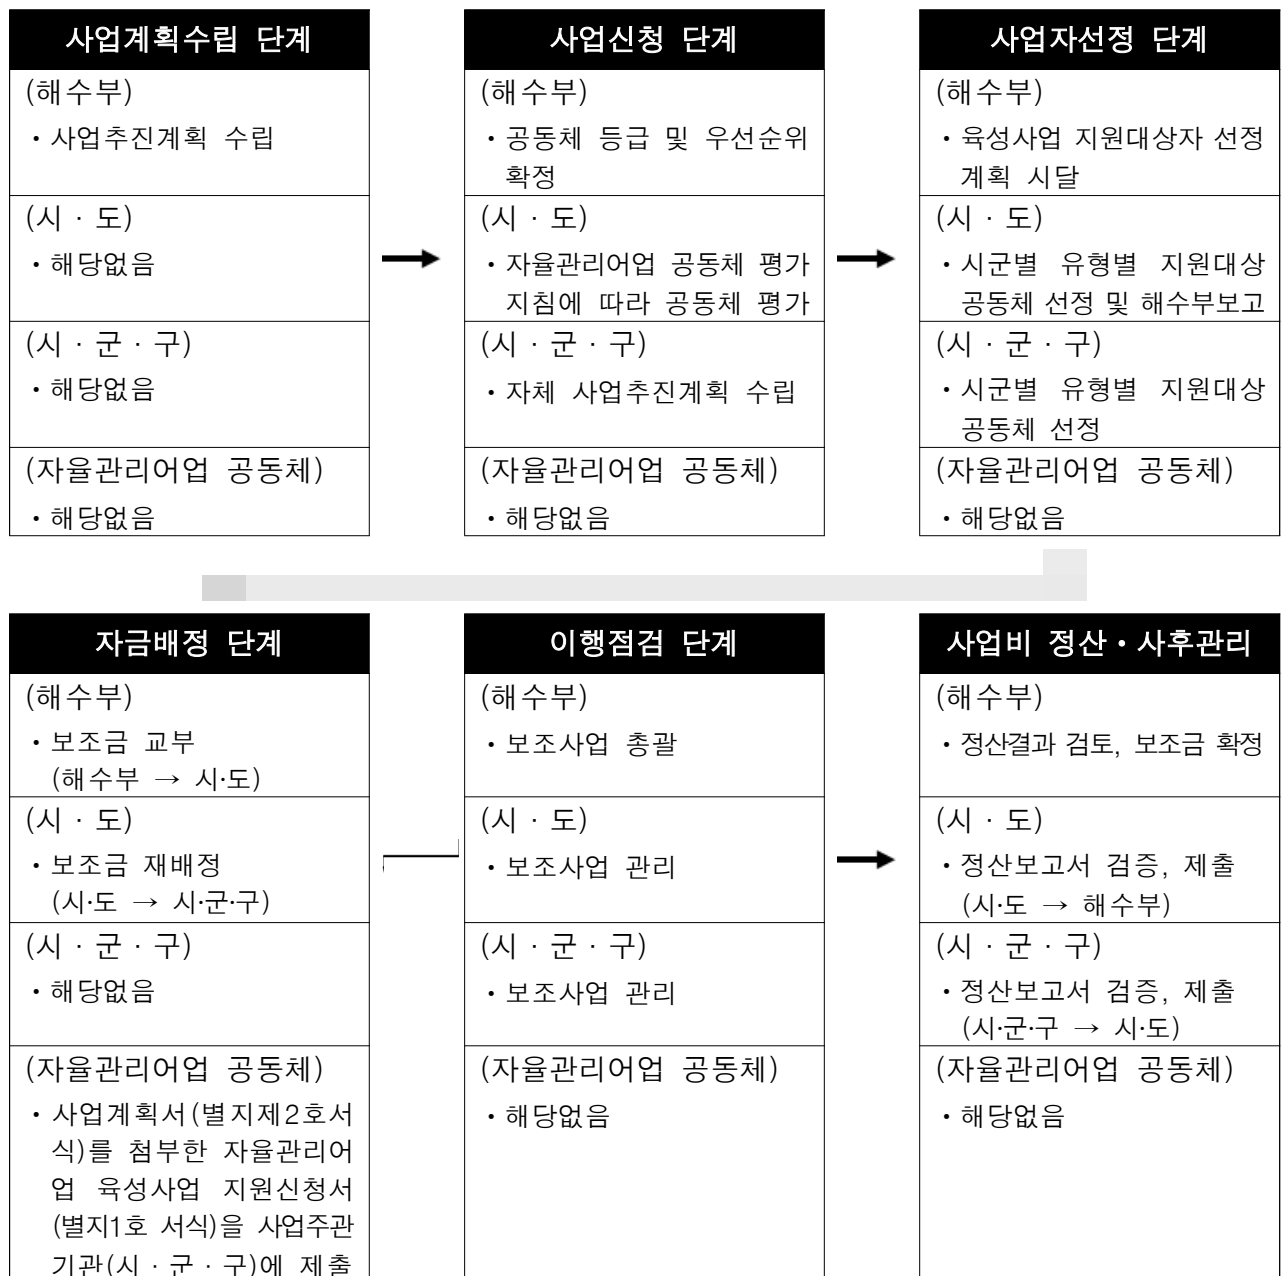 사업계획수립 단계
(해수부)
• 사업추진계획 수립
(시 · 도)
• 해당없음
(시 · 군 · 구)
• 해당없음
(자율관리어업 공동체)
• 해당없음
사업신청 단계
(해수부)
• 공동체 등급 및 우선순위
확정
(시 · 도)
• 자율관리어업 공동체 평가
지침에 따라 공동체 평가
(시 · 군 · 구)
• 자체 사업추진계획 수립
(자율관리어업 공동체)
• 해당없음
사업자선정 단계
(해수부)
• 육성사업 지원대상자 선정
계획 시달
(시 · 도)
• 시군별 유형별 지원대상
공동체 선정 및 해수부보고
(시 · 군 · 구)
• 시군별 유형별 지원대상
공동체 선정
(자율관리어업 공동체)
• 해당없음
자금배정 단계
(해수부)
• 보조금 교부
(해수부 → 시·도)
(시 · 도)
• 보조금 재배정
(시·도 → 시·군·구)
(시 · 군 · 구)
• 해당없음
(자율관리어업 공동체)
• 사업계획서(별지제2호서
식)를 첨부한 자율관리어
업 육성사업 지원신청서
(별지1호 서식)을 사업주관
기관(시 · 군 · 구)에 제출
이행점검 단계
(해수부)
• 보조사업 총괄
(시 · 도)
• 보조사업 관리
(시 · 군 · 구)
• 보조사업 관리
(자율관리어업 공동체)
• 해당없음
사업비 정산 • 사후관리
(해수부)
• 정산결과 검토, 보조금 확정
(시 · 도)
• 정산보고서 검증, 제출
(시·도 → 해수부)
(시 · 군 · 구)
• 정산보고서 검증, 제출
(시·군·구 → 시·도)
(자율관리어업 공동체)
• 해당없음